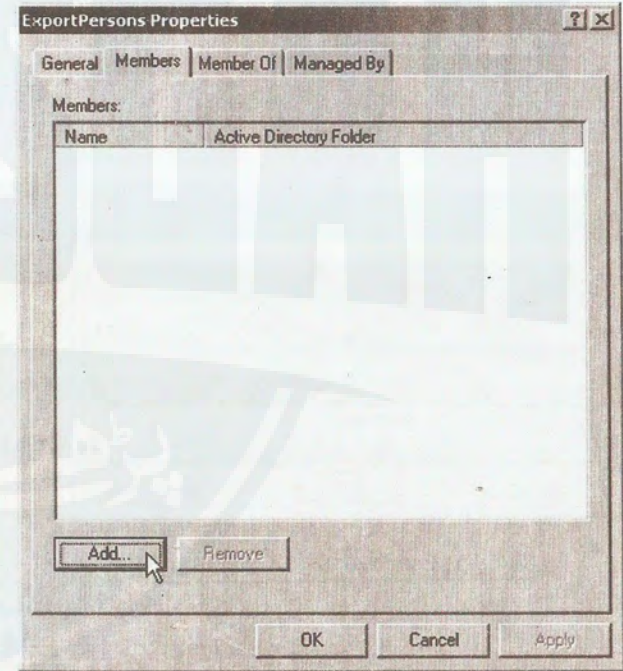 ExportPersons Properties
General Members Member Of Managed By
Members:
Name Active Directory Folder
Add... Remove
OK Cancel Apply